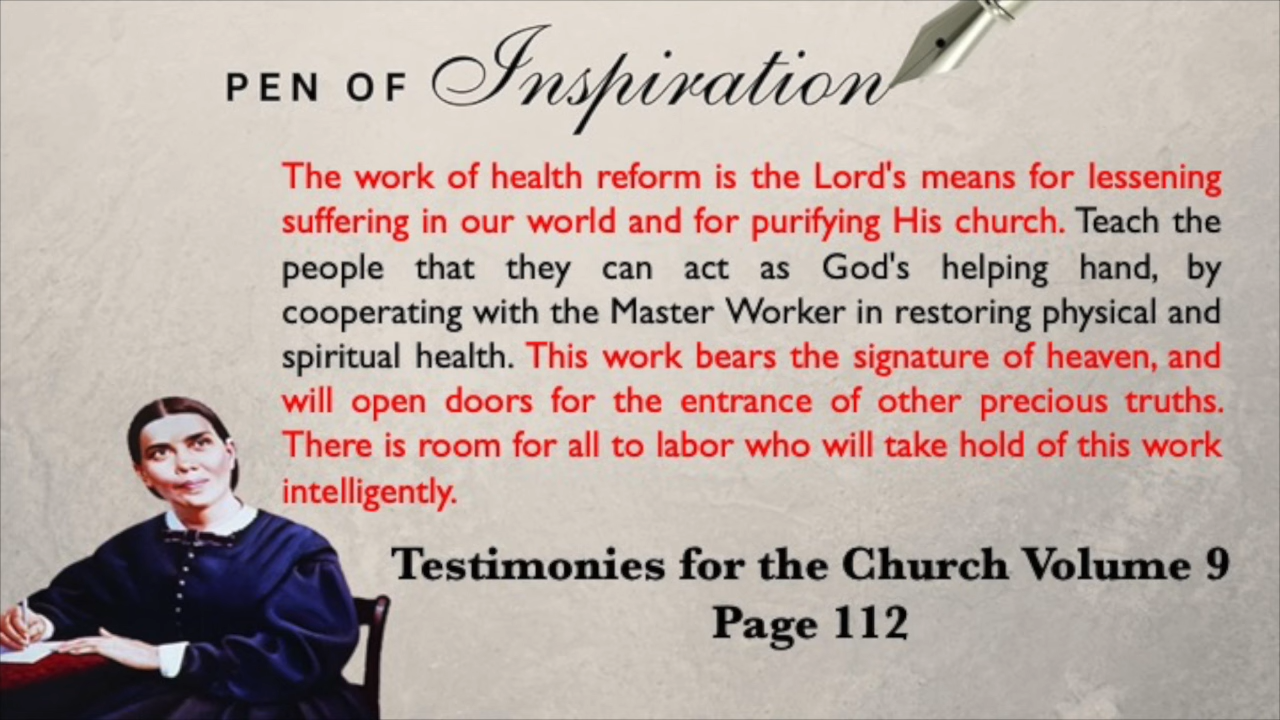 PEN OF Inspiration
The work of health reform is the Lord's means for lessening
suffering in our world and for purifying His church. Teach the
people that they can act as God's helping hand, by
cooperating with the Master Worker in restoring physical and
spiritual health. This work bears the signature of heaven, and
will open doors for the entrance of other precious truths.
There is room for all to labor who will take hold of this work
intelligently.
Testimonies for the Church Volume 9
Page 112